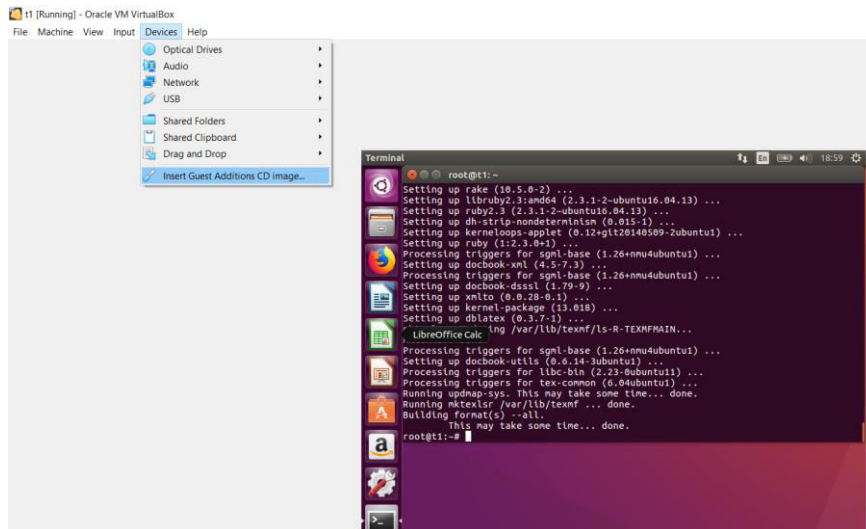 t1 [Running] - Oracle VM VirtualBox
File Machine View Input Devices Help
Optical Drives
Audio
Network
USB
Shared Folders
Shared Clipboard
Drag and Drop
Insert Guest Additions CD image...
Terminal
En
18:59
root@t1: ~
Setting up rake (10.5.0-2) ...
Setting up libruby2.3:amd64 (2.3.1-2~ubuntu16.04.13) ...
Setting up ruby2.3 (2.3.1-2~ubuntu16.04.13) ...
Setting up dh-strip-nondeterminism (0.015-1) ...
Setting up kerneloops-applet (0.12+git20140509-2ubuntu1) ...
Setting up ruby (1:2.3.0+1) ...
Processing triggers for sgml-base (1.26+nmu4ubuntu1) ...
Setting up docbook-xml (4.5-7.3) ...
Processing triggers for sgml-base (1.26+nmu4ubuntu1) ...
Setting up docbook-dsssl (1.79-9) ...
Setting up xmlto (0.0.28-0.1) ...
Setting up kernel-package (13.018) ...
Setting up dblatex (0.3.7-1) ...
ing /var/lib/texmf/ls-R-TEXMFMAIN...
LibreOffice Calc
Processing triggers for sgml-base (1.26+nmu4ubuntu1) ...
Setting up docbook-utils (0.6.14-3ubuntu1) ...
Processing triggers for libc-bin (2.23-0ubuntu11) ...
Processing triggers for tex-common (6.04ubuntu1) ...
Running updmap-sys. This may take some time... done.
Running mktexlsr /var/lib/texmf ... done.
Building format(s) --all.
This may take some time... done.
root@t1:~#